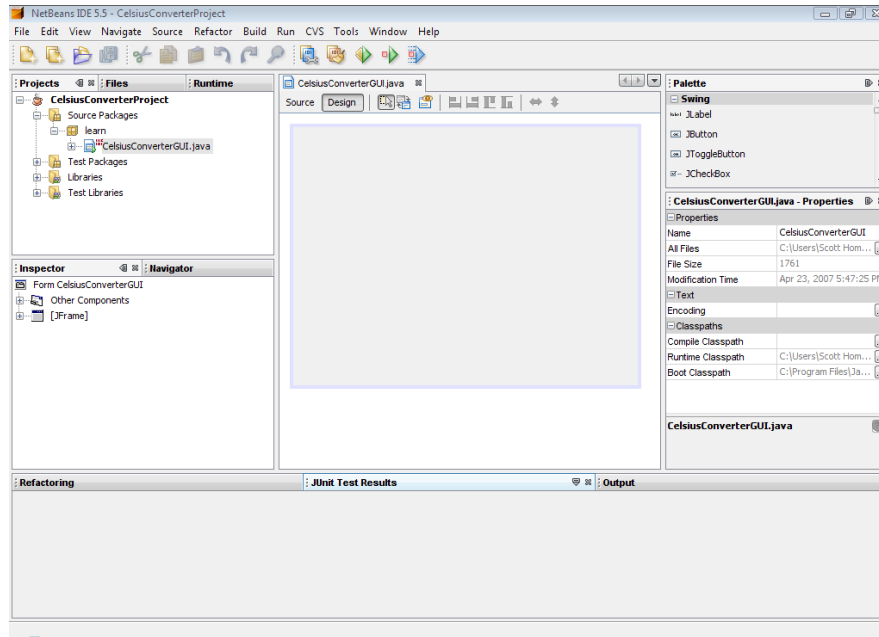 NetBeans IDE 5.5 - CelsiusConverterProject
File Edit View Navigate Source Refactor Build Run CVS Tools Window Help
Projects Files Runtime
CelsiusConverterProject
Source Packages
learn
CelsiusConverterGUI.java
Test Packages
Libraries
Test Libraries
Inspector Navigator
Form CelsiusConverterGUI
Other Components
[JFrame]
CelsiusConverterGUI.java
Source Design
Palette
Swing
JLabel
JButton
JToggleButton
JCheckBox
CelsiusConverterGUI.java - Properties
Properties
Name CelsiusConverterGUI
All Files C:\Users\Scott Hom...
File Size 1761
Modification Time Apr 23, 2007 5:47:25 PM
Text
Encoding
Classpaths
Compile Classpath
Runtime Classpath C:\Users\Scott Hom...
Boot Classpath C:\Program Files\Ja...
CelsiusConverterGUI.java
Refactoring JUnit Test Results Output